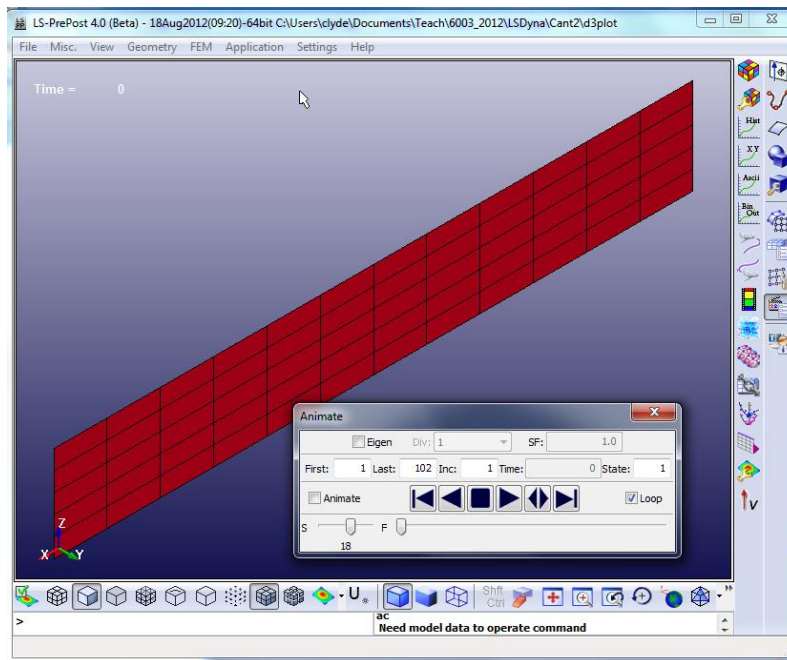 LS-PrePost 4.0 (Beta) - 18Aug2012(09:20)-64bit C:\Users\clyde\Documents\Teach\6003_2012\LSDyna\Cant2\d3plot
File Misc. View Geometry FEM Application Settings Help
Time = 0
Hist
XY
Ascii
Bin Out
Animate
Eigen Div: 1 SF: 1.0
First: 1 Last: 102 Inc: 1 Time: 0 State: 1
Animate Loop
S F
18
Z
X Y
V
U*
Shft
Ctrl
ac
> Need model data to operate command